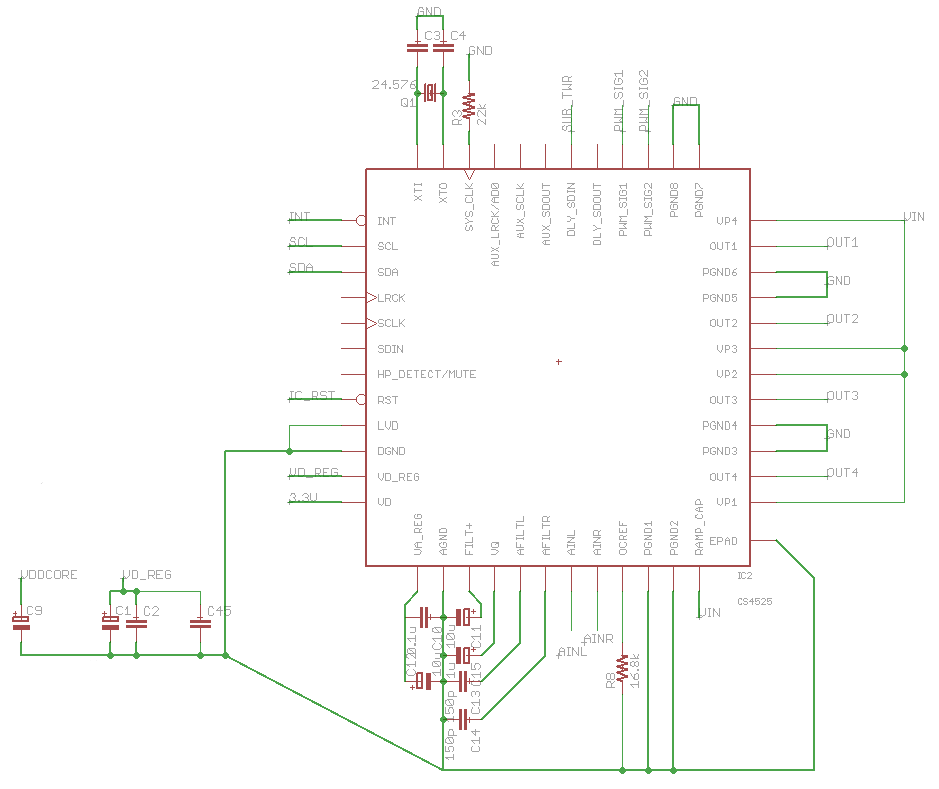 GND
C3 C4
GND
24.576
Q1
R3
22k
SUB_TWR
PWM_SIG1
PWM_SIG2
GND
XTI
XTO
SYS_CLK
AUX_LRCK/AD0
AUX_SCLK
AUX_SDOUT
DLY_SDIN
DLY_SDOUT
PWM_SIG1
PWM_SIG2
PGND8
PGND7
INT
INT
VP4
VIN
SCL
SCL
OUT1
OUT1
SDA
SDA
PGND6
GND
LRCK
PGND5
SCLK
OUT2
OUT2
SDIN
VP3
HP_DETECT/MUTE
VP2
IC_RST
RST
OUT3
OUT3
LVD
PGND4
GND
DGND
PGND3
VD_REG
VD_REG
OUT4
OUT4
3.3V
VD
VP1
VA_REG
AGND
FILT+
VQ
AFILTL
AFILTR
AINL
AINR
OCREF
PGND1
PGND2
RAMP_CAP
EPAD
IC2
CS4525
VDDCORE
VD_REG
C9
C1
C2
C45
0.1u
C10
10u
C11
C12
10u
1u
C15
150p
C13
150p
C14
AINL
AINR
R8
16.8k
VIN